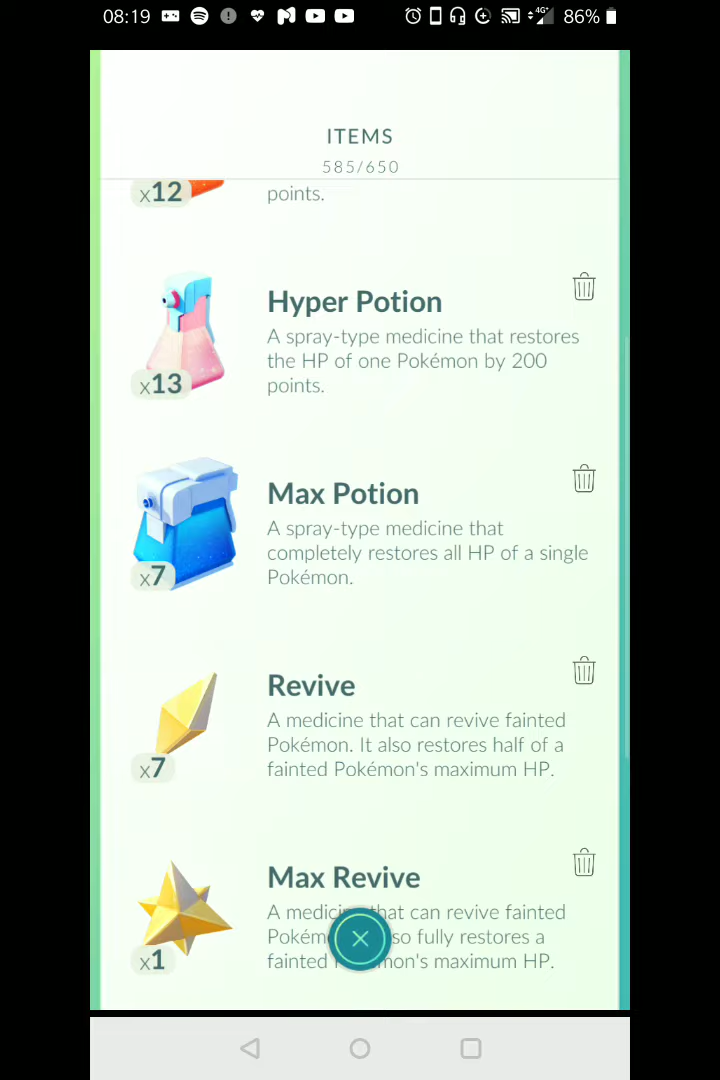 08:19
4G+
86%
ITEMS
585/650
x12
points.
Hyper Potion
A spray-type medicine that restores
the HP of one Pokémon by 200
points.
x13
Max Potion
A spray-type medicine that
completely restores all HP of a single
Pokémon.
x7
Revive
A medicine that can revive fainted
Pokémon. It also restores half of a
fainted Pokémon's maximum HP.
x7
Max Revive
A medicine that can revive fainted
so fully restores a
fainted maximum HP.
x1